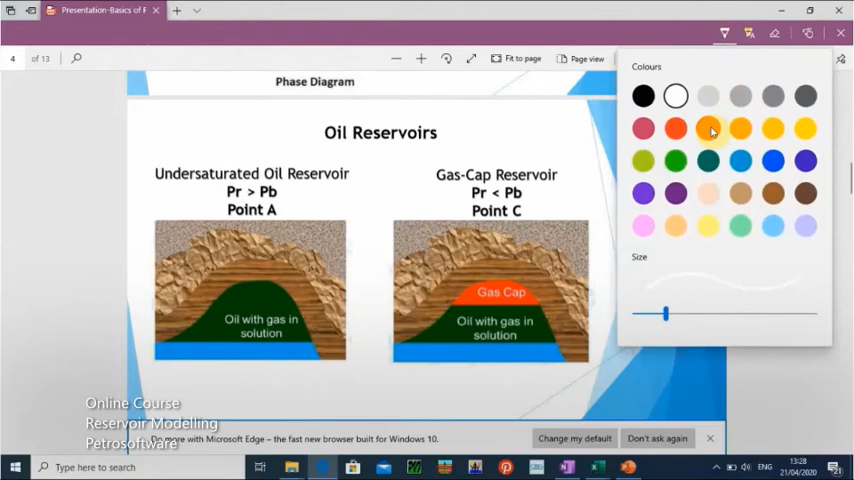 Presentation-Basics of F
4 of 13
Fit to page
Page view
Phase Diagram
Oil Reservoirs
Undersaturated Oil Reservoir
Pr > Pb
Point A
Oil with gas in
solution
Gas-Cap Reservoir
Pr < Pb
Point C
Gas Cap
Oil with gas in
solution
Colours
Size
Online Course
Reservoir Modelling
Petrosoftware
Do more with Microsoft Edge – the fast new browser built for Windows 10.
Change my default
Don't ask again
Type here to search
ENG
13:28
21/04/2020
21